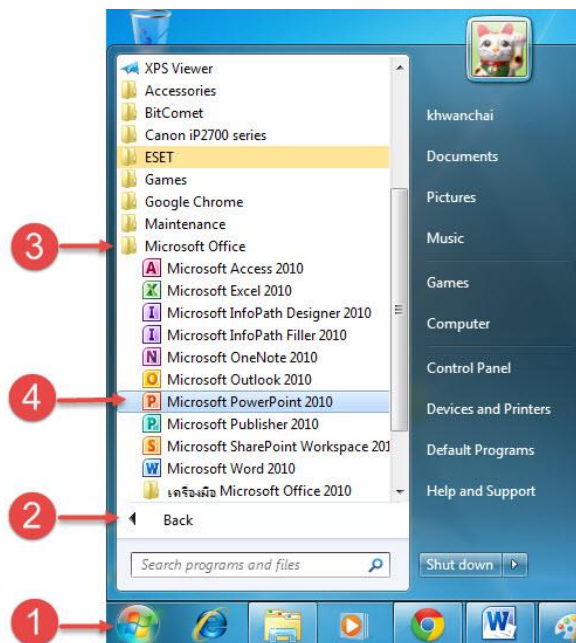 XPS Viewer
Accessories
BitComet
Canon iP2700 series
ESET
Games
Google Chrome
Maintenance
3
Microsoft Office
Microsoft Access 2010
Microsoft Excel 2010
Microsoft InfoPath Designer 2010
Microsoft InfoPath Filler 2010
Microsoft OneNote 2010
Microsoft Outlook 2010
4
Microsoft PowerPoint 2010
Microsoft Publisher 2010
Microsoft SharePoint Workspace 201
Microsoft Word 2010
เครื่องมือ Microsoft Office 2010
2
Back
Search programs and files
1
khwanchai
Documents
Pictures
Music
Games
Computer
Control Panel
Devices and Printers
Default Programs
Help and Support
Shut down